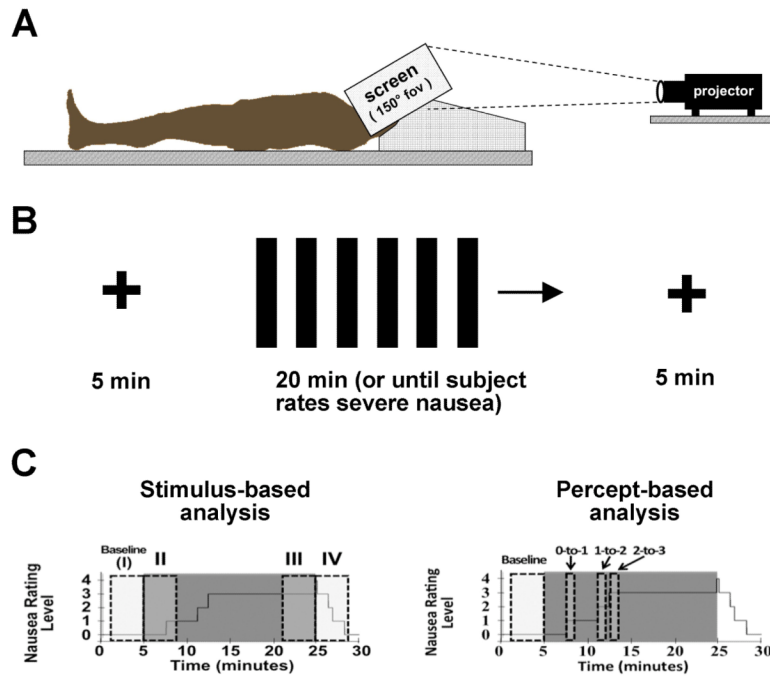 A
screen
(150° fov)
projector
B
5 min
20 min (or until subject
rates severe nausea)
5 min
C
Stimulus-based
analysis
Baseline
(I)
II
III
IV
Nausea Rating
Level
4
3
2
1
0
0
5
10
15
20
25
30
Time (minutes)
Percept-based
analysis
Baseline
0-to-1
1-to-2
2-to-3
Nausea Rating
Level
4
3
2
1
0
0
5
10
15
20
25
30
Time (minutes)